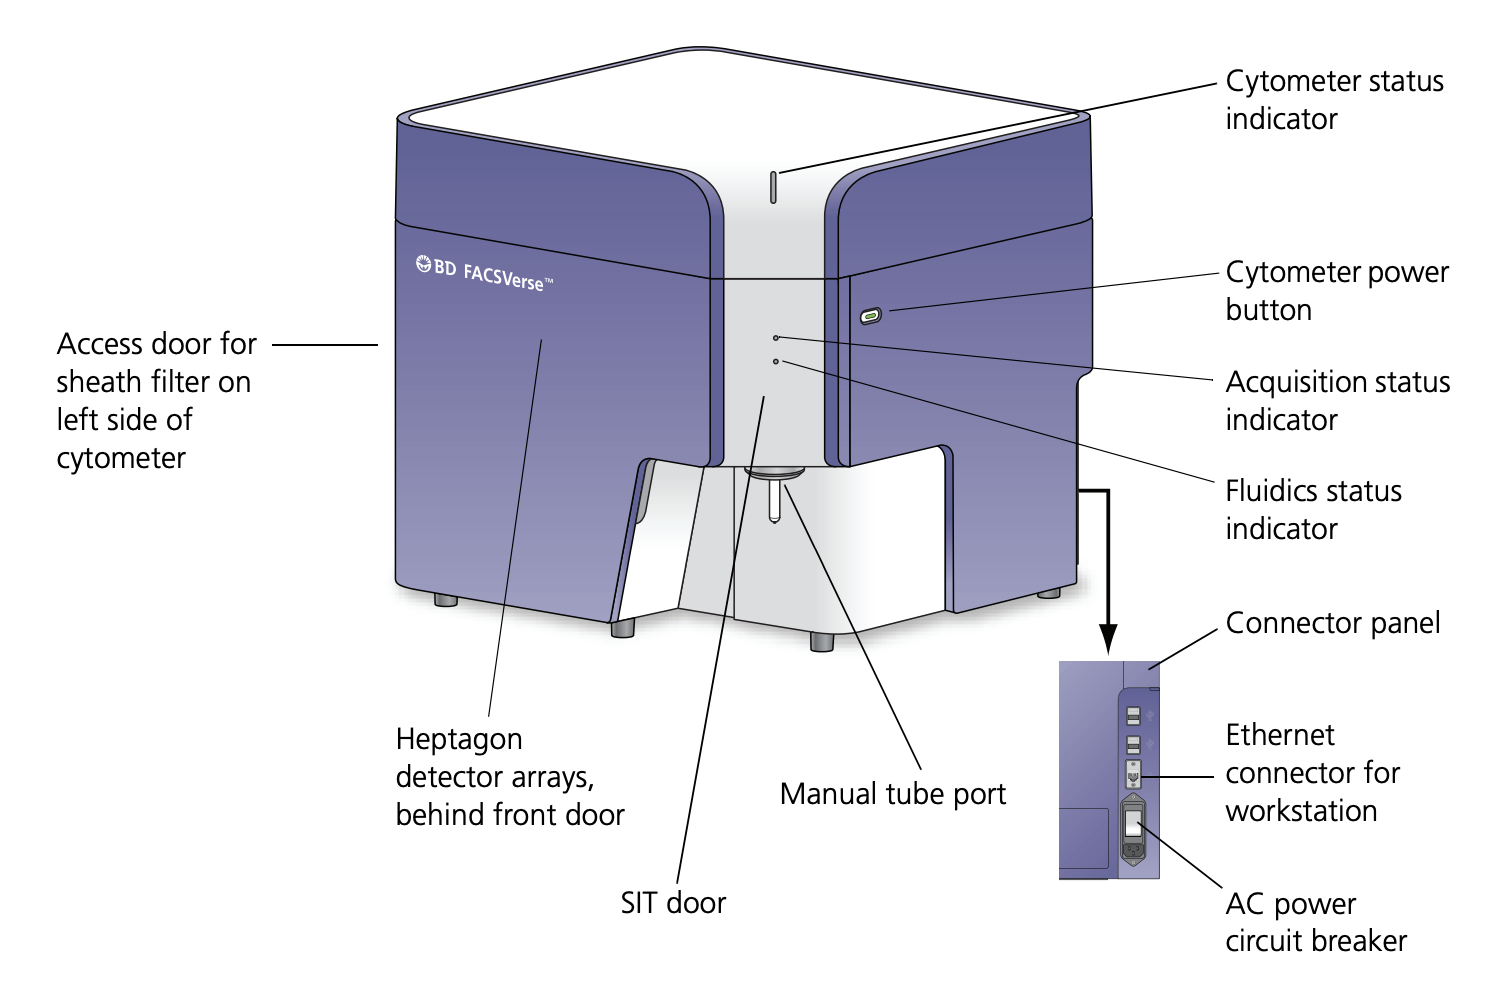 Cytometer status
indicator
BD FACSVerse™
Cytometer power
button
Access door for
sheath filter on
left side of
cytometer
Acquisition status
indicator
Fluidics status
indicator
Connector panel
Heptagon
detector arrays,
behind front door
Manual tube port
Ethernet
connector for
workstation
SIT door
AC power
circuit breaker